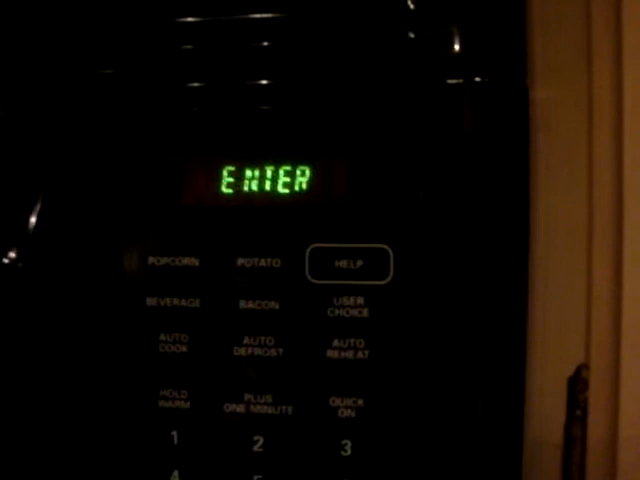 ENTER
POPCORN POTATO HELP
BEVERAGE BACON USER CHOICE
AUTO COOK AUTO DEFROST AUTO REHEAT
HOLD WARM PLUS ONE MINUTE QUICK ON
1 2 3
4